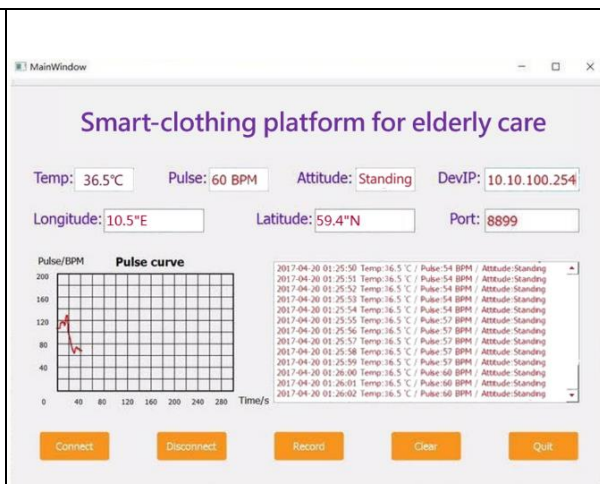 MainWindow
Smart-clothing platform for elderly care
Temp: 36.5℃ Pulse: 60 BPM Attitude: Standing DevIP: 10.10.100.254
Longitude: 10.5"E Latitude: 59.4"N Port: 8899
Pulse/BPM Pulse curve
200
160
120
80
40
0 40 80 120 160 200 240 280 Time/s
2017-04-20 01:25:50 Temp:36.5 ℃ / Pulse:54 BPM / Attitude:Standing
2017-04-20 01:25:51 Temp:36.5 ℃ / Pulse:54 BPM / Attitude:Standing
2017-04-20 01:25:52 Temp:36.5 ℃ / Pulse:54 BPM / Attitude:Standing
2017-04-20 01:25:53 Temp:36.5 ℃ / Pulse:54 BPM / Attitude:Standing
2017-04-20 01:25:54 Temp:36.5 ℃ / Pulse:54 BPM / Attitude:Standing
2017-04-20 01:25:55 Temp:36.5 ℃ / Pulse:57 BPM / Attitude:Standing
2017-04-20 01:25:56 Temp:36.5 ℃ / Pulse:57 BPM / Attitude:Standing
2017-04-20 01:25:57 Temp:36.5 ℃ / Pulse:57 BPM / Attitude:Standing
2017-04-20 01:25:58 Temp:36.5 ℃ / Pulse:57 BPM / Attitude:Standing
2017-04-20 01:25:59 Temp:36.5 ℃ / Pulse:57 BPM / Attitude:Standing
2017-04-20 01:26:00 Temp:36.5 ℃ / Pulse:60 BPM / Attitude:Standing
2017-04-20 01:26:01 Temp:36.5 ℃ / Pulse:60 BPM / Attitude:Standing
2017-04-20 01:26:02 Temp:36.5 ℃ / Pulse:60 BPM / Attitude:Standing
Connect Disconnect Record Clear Quit